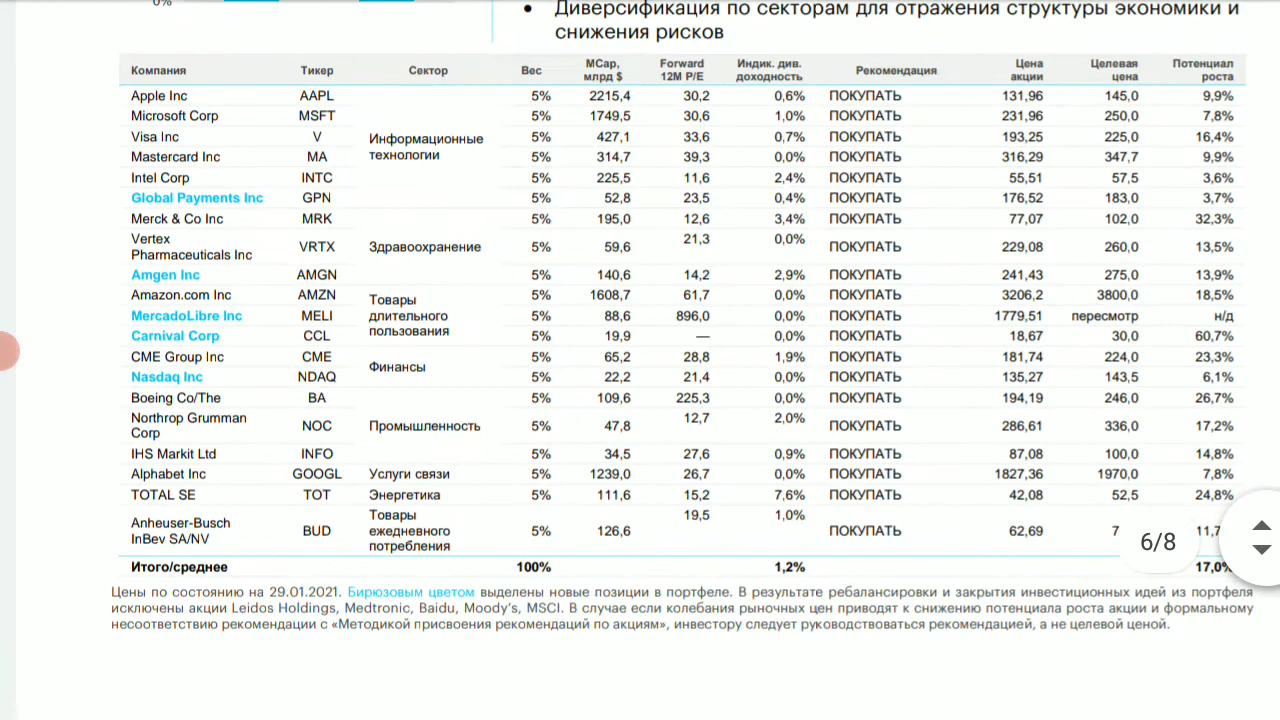 0%
• Диверсификация по секторам для отражения структуры экономики и
снижения рисков
Компания Тикер Сектор Вес MCap, млрд $ Forward 12M P/E Индик. див. доходность Рекомендация Цена акции Целевая цена Потенциал роста
Apple Inc AAPL 5% 2215,4 30,2 0,6% ПОКУПАТЬ 131,96 145,0 9,9%
Microsoft Corp MSFT 5% 1749,5 30,6 1,0% ПОКУПАТЬ 231,96 250,0 7,8%
Visa Inc V Информационные технологии 5% 427,1 33,6 0,7% ПОКУПАТЬ 193,25 225,0 16,4%
Mastercard Inc MA 5% 314,7 39,3 0,0% ПОКУПАТЬ 316,29 347,7 9,9%
Intel Corp INTC 5% 225,5 11,6 2,4% ПОКУПАТЬ 55,51 57,5 3,6%
Global Payments Inc GPN 5% 52,8 23,5 0,4% ПОКУПАТЬ 176,52 183,0 3,7%
Merck & Co Inc MRK 5% 195,0 12,6 3,4% ПОКУПАТЬ 77,07 102,0 32,3%
Vertex Pharmaceuticals Inc VRTX Здравоохранение 5% 59,6 21,3 0,0% ПОКУПАТЬ 229,08 260,0 13,5%
Amgen Inc AMGN 5% 140,6 14,2 2,9% ПОКУПАТЬ 241,43 275,0 13,9%
Amazon.com Inc AMZN Товары длительного пользования 5% 1608,7 61,7 0,0% ПОКУПАТЬ 3206,2 3800,0 18,5%
MercadoLibre Inc MELI 5% 88,6 896,0 0,0% ПОКУПАТЬ 1779,51 пересмотр н/д
Carnival Corp CCL 5% 19,9 — 0,0% ПОКУПАТЬ 18,67 30,0 60,7%
CME Group Inc CME Финансы 5% 65,2 28,8 1,9% ПОКУПАТЬ 181,74 224,0 23,3%
Nasdaq Inc NDAQ 5% 22,2 21,4 0,0% ПОКУПАТЬ 135,27 143,5 6,1%
Boeing Co/The BA 5% 109,6 225,3 0,0% ПОКУПАТЬ 194,19 246,0 26,7%
Northrop Grumman Corp NOC Промышленность 5% 47,8 12,7 2,0% ПОКУПАТЬ 286,61 336,0 17,2%
IHS Markit Ltd INFO 5% 34,5 27,6 0,9% ПОКУПАТЬ 87,08 100,0 14,8%
Alphabet Inc GOOGL Услуги связи 5% 1239,0 26,7 0,0% ПОКУПАТЬ 1827,36 1970,0 7,8%
TOTAL SE TOT Энергетика 5% 111,6 15,2 7,6% ПОКУПАТЬ 42,08 52,5 24,8%
Anheuser-Busch InBev SA/NV BUD Товары ежедневного потребления 5% 126,6 19,5 1,0% ПОКУПАТЬ 62,69 7 11,7
6/8
Итого/среднее 100% 1,2% 17,0%
Цены по состоянию на 29.01.2021. Бирюзовым цветом выделены новые позиции в портфеле. В результате ребалансировки и закрытия инвестиционных идей из портфеля
исключены акции Leidos Holdings, Medtronic, Baidu, Moody’s, MSCI. В случае если колебания рыночных цен приводят к снижению потенциала роста акции и формальному
несоответствию рекомендации с «Методикой присвоения рекомендаций по акциям», инвестору следует руководствоваться рекомендацией, а не целевой ценой.